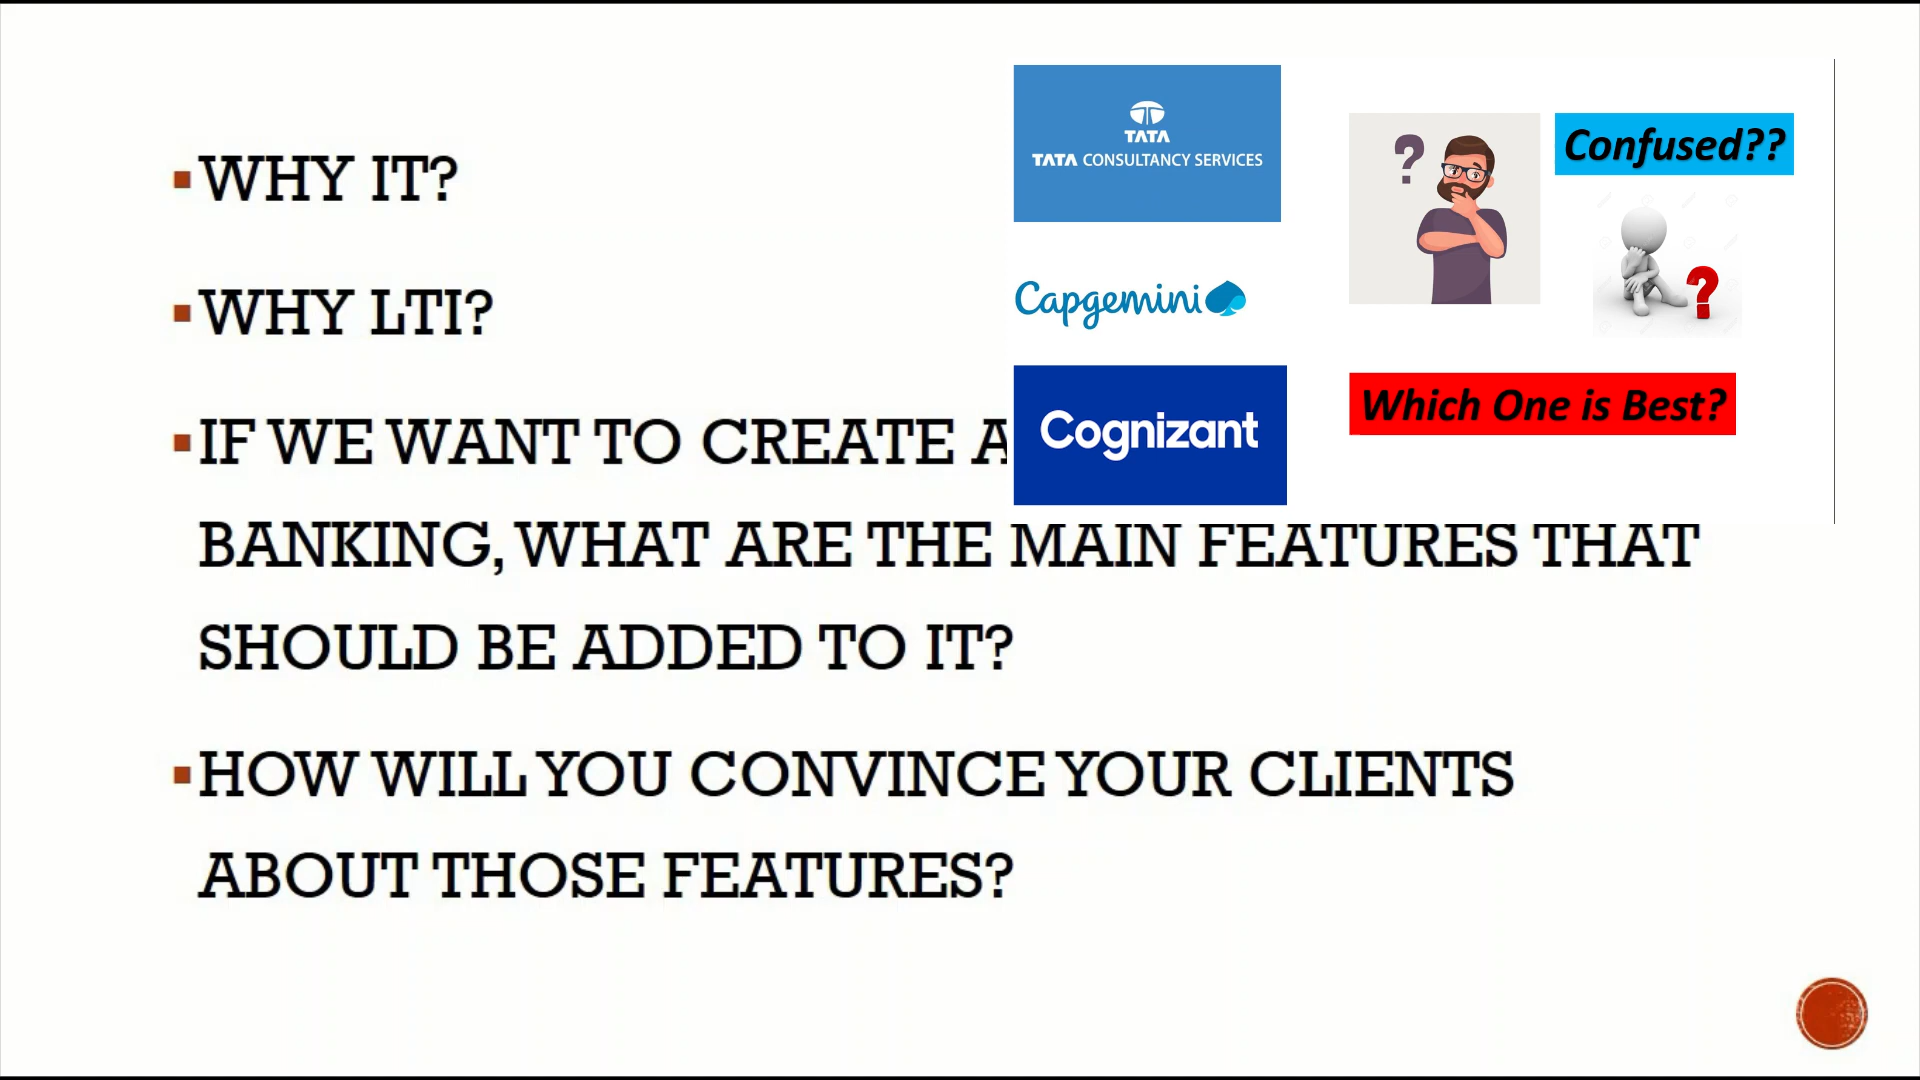 WHY IT?
WHY LTI?
IF WE WANT TO CREATE A
BANKING, WHAT ARE THE MAIN FEATURES THAT
SHOULD BE ADDED TO IT?
HOW WILL YOU CONVINCE YOUR CLIENTS
ABOUT THOSE FEATURES?
TATA
TATA CONSULTANCY SERVICES
Capgemini
Cognizant
?
Confused??
?
Which One is Best?